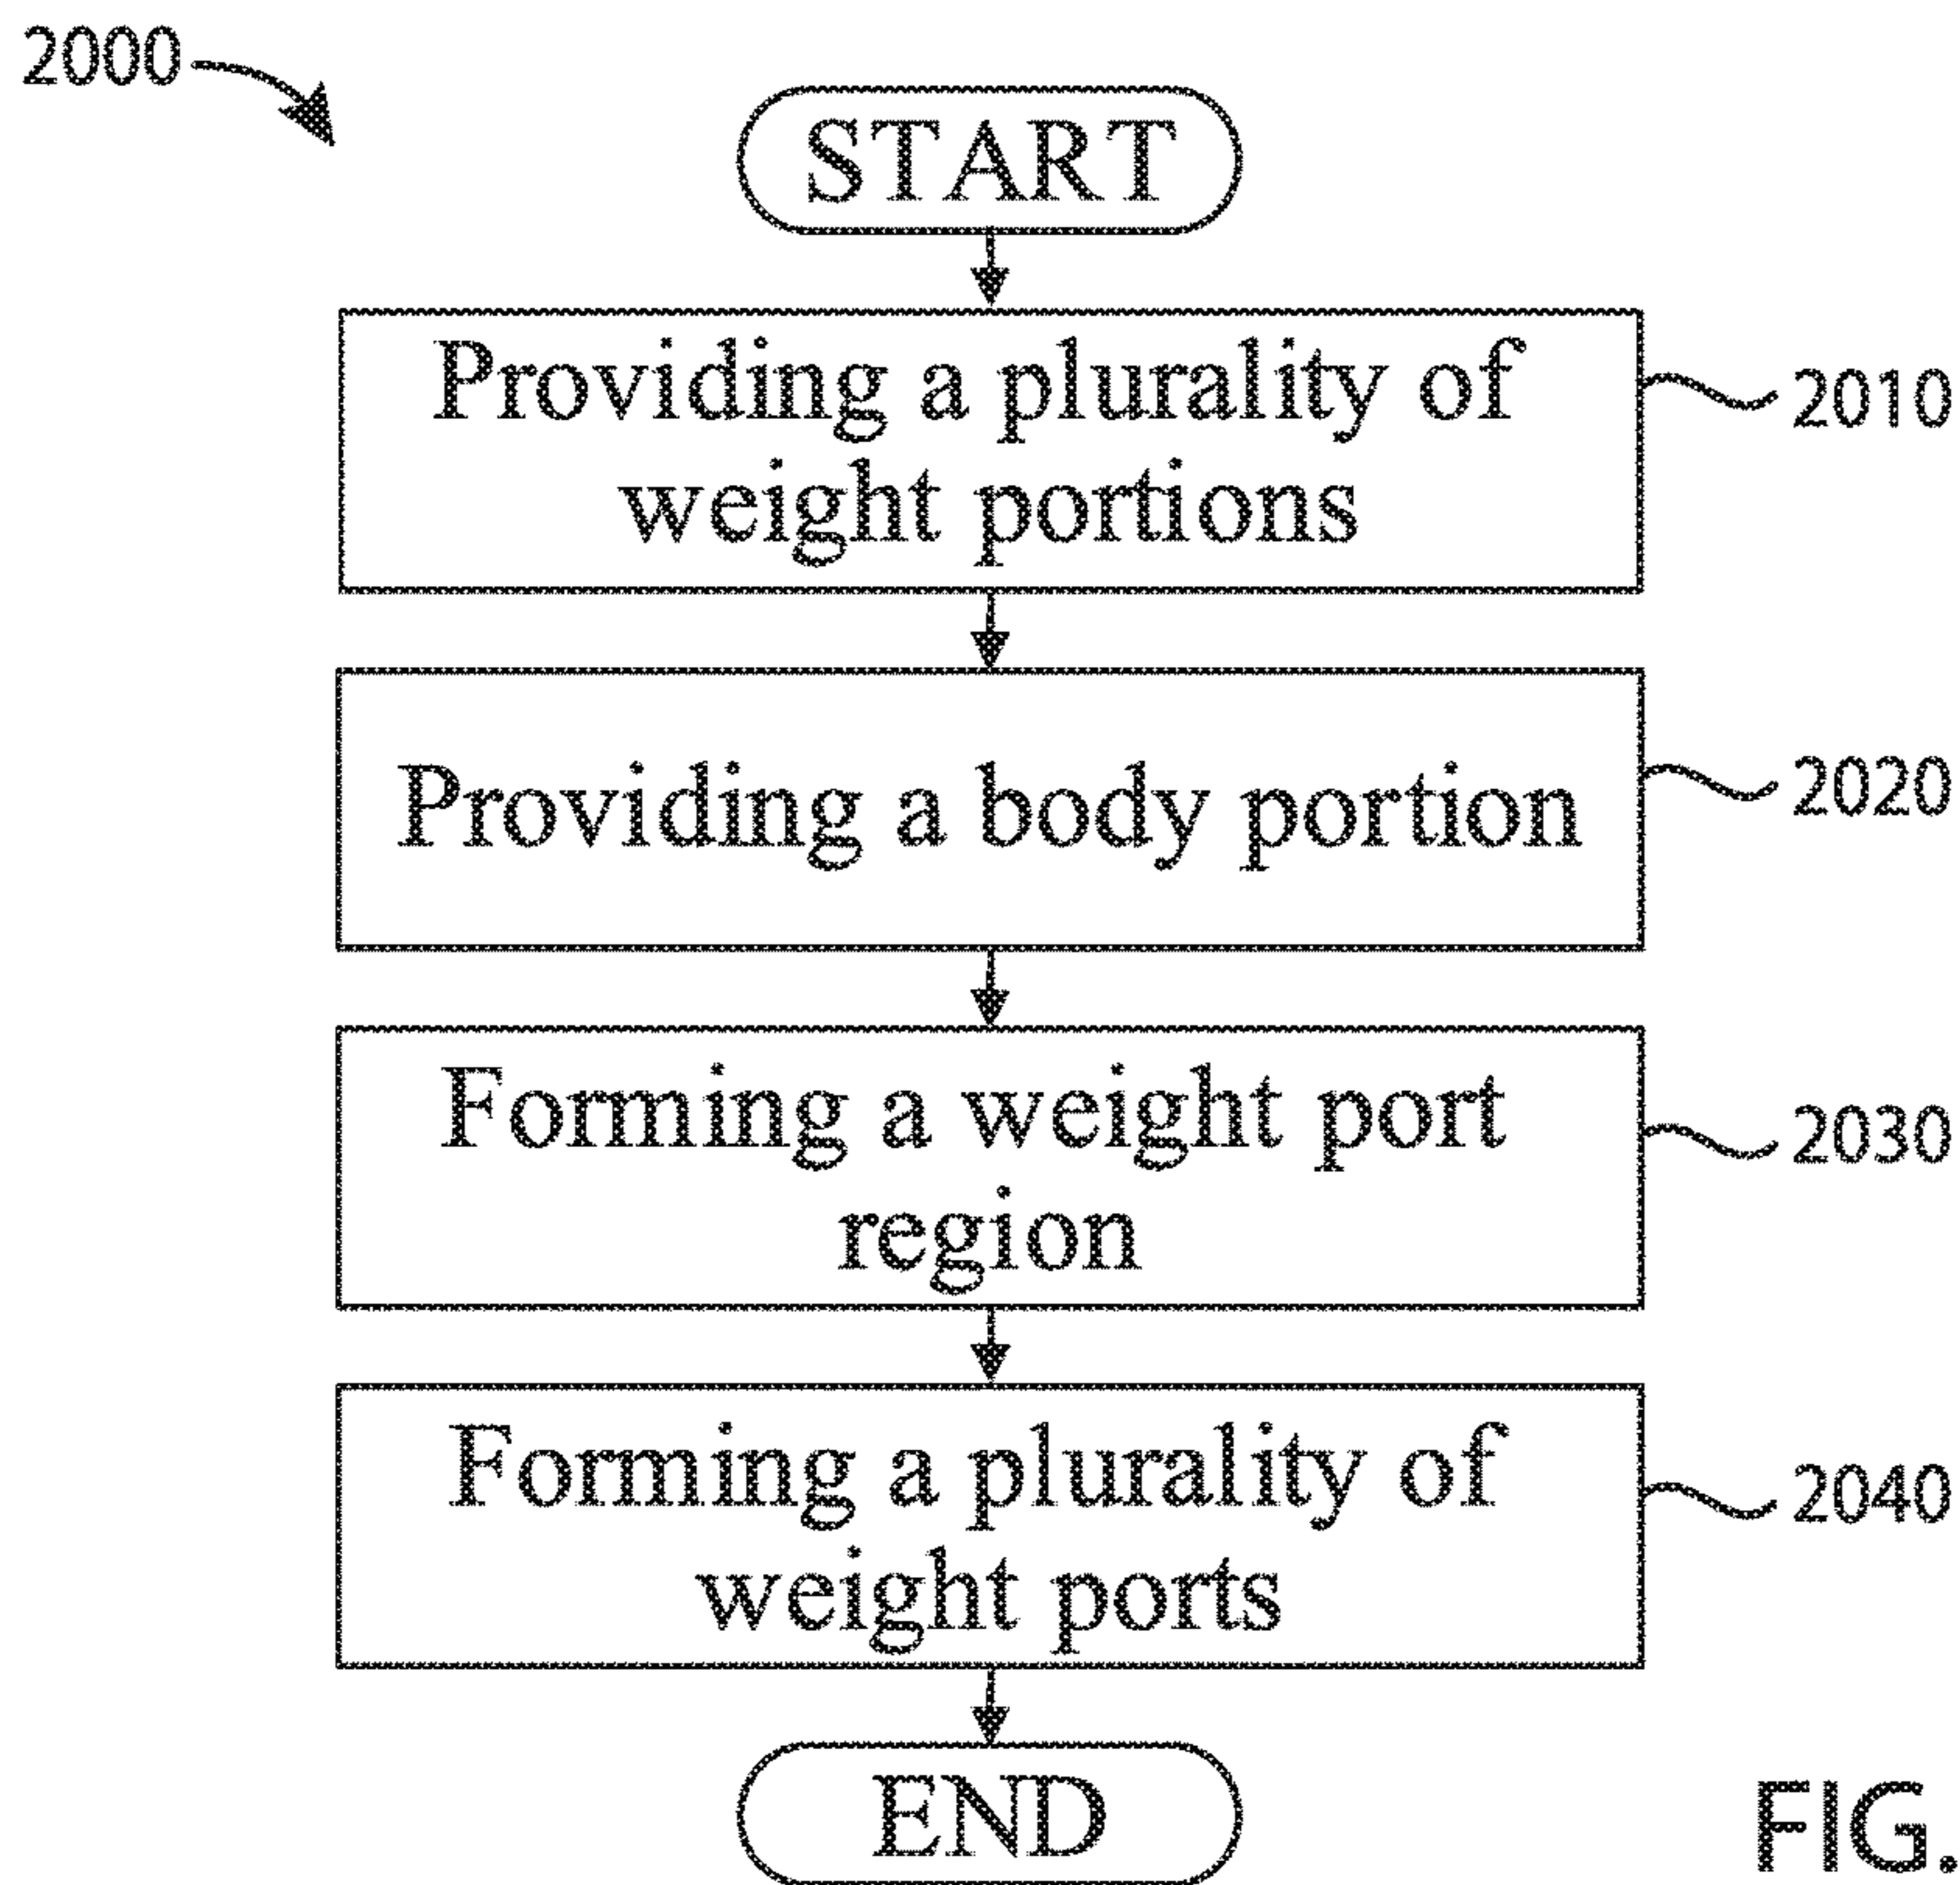 2000
START
Providing a plurality of
weight portions
2010
Providing a body portion
2020
Forming a weight port
region
2030
Forming a plurality of
weight ports
2040
END
FIG.